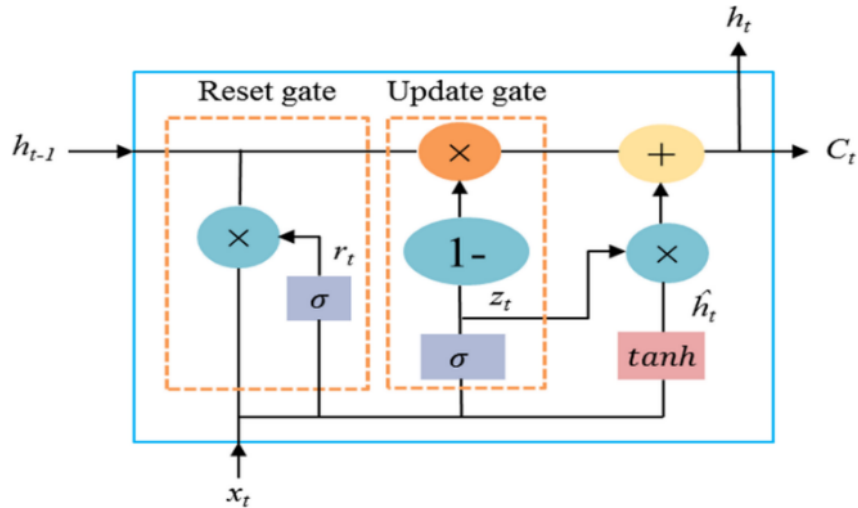 h_t
Reset gate
Update gate
h_{t-1}
×
+
C_t
×
r_t
1-
×
σ
z_t
ĥ_t
σ
tanh
x_t